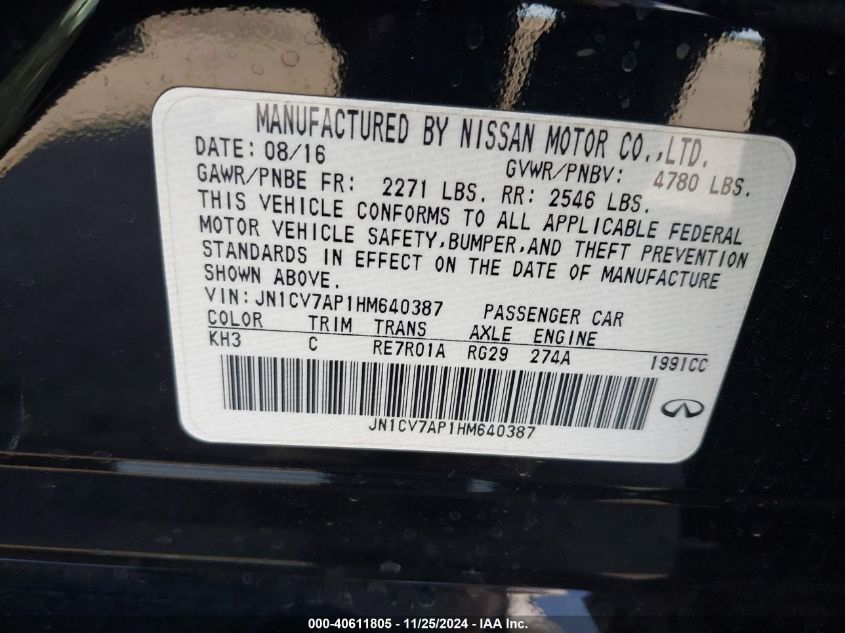 MANUFACTURED BY NISSAN MOTOR CO.,LTD.
DATE: 08/16 GVWR/PNBV: 4780 LBS.
GAWR/PNBE FR: 2271 LBS. RR: 2546 LBS.
THIS VEHICLE CONFORMS TO ALL APPLICABLE FEDERAL
MOTOR VEHICLE SAFETY,BUMPER,AND THEFT PREVENTION
STANDARDS IN EFFECT ON THE DATE OF MANUFACTURE
SHOWN ABOVE.
VIN: JN1CV7AP1HM640387 PASSENGER CAR
COLOR TRIM TRANS AXLE ENGINE
KH3 C RE7R01A RG29 274A 1991CC
JN1CV7AP1HM640387
000-40611805 - 11/25/2024 - IAA Inc.